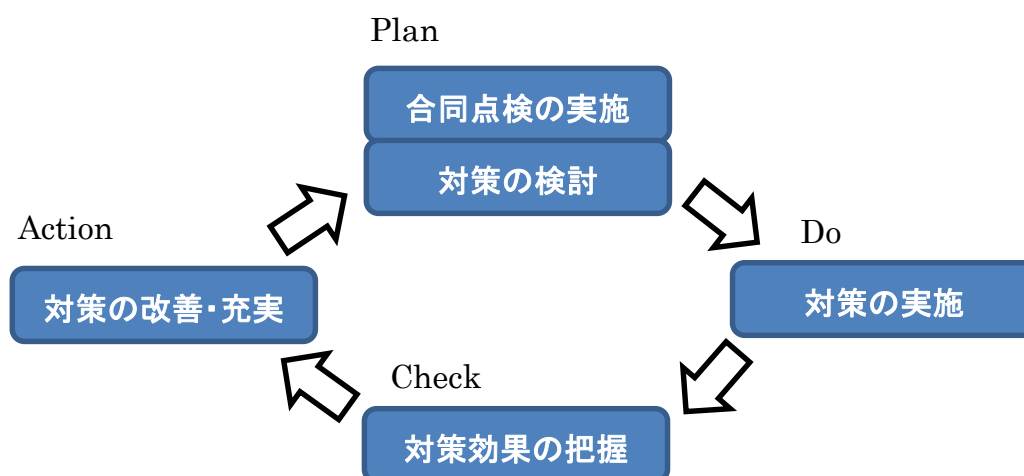 Plan
合同点検の実施
対策の検討
Action
Do
対策の改善・充実
対策の実施
Check
対策効果の把握